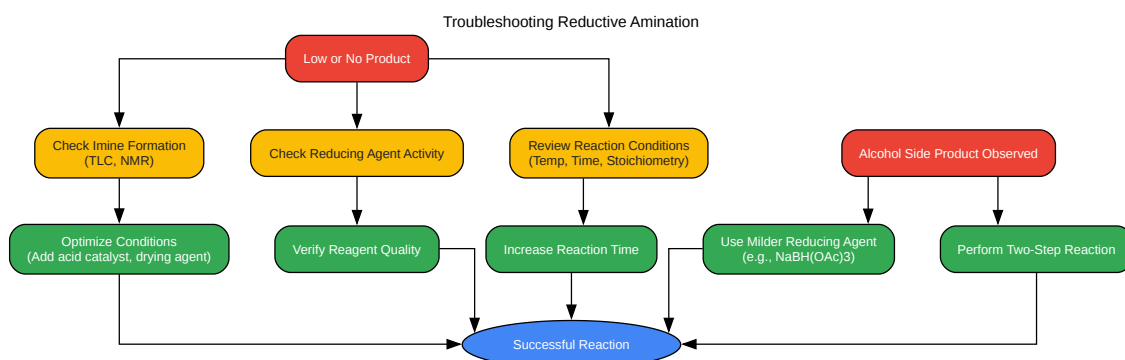 Troubleshooting Reductive Amination
Low or No Product
Check Imine Formation
(TLC, NMR)
Check Reducing Agent Activity
Review Reaction Conditions
(Temp, Time, Stoichiometry)
Alcohol Side Product Observed
Optimize Conditions
(Add acid catalyst, drying agent)
Verify Reagent Quality
Increase Reaction Time
Use Milder Reducing Agent
(e.g., NaBH(OAc)3)
Perform Two-Step Reaction
Successful Reaction